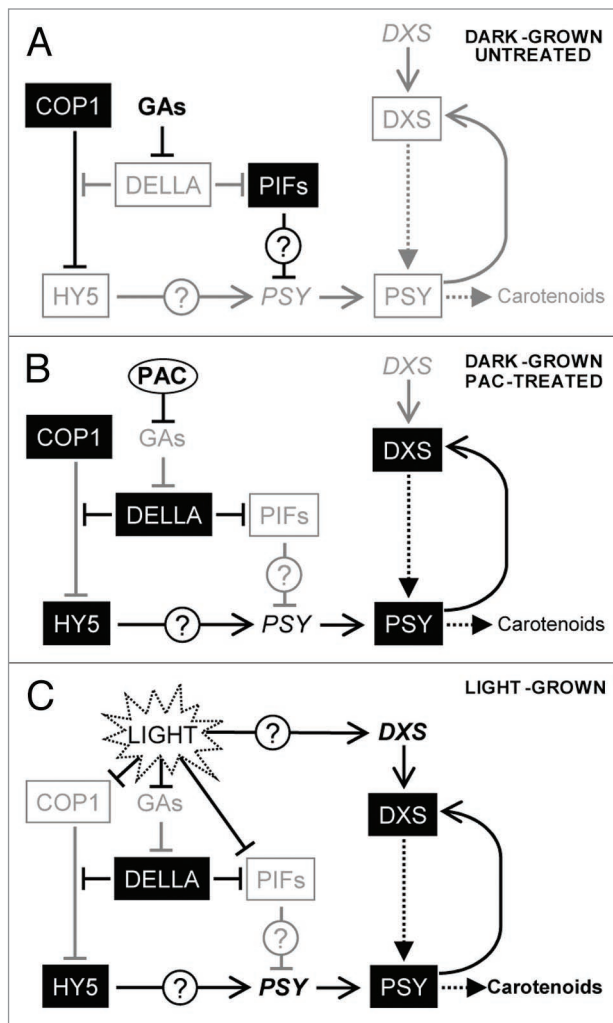 A
DXS
DARK-GROWN
UNTREATED
COP1
GAs
DXS
DELLA
PIFs
?
HY5
?
PSY
PSY
Carotenoids
B
PAC
DXS
DARK-GROWN
PAC-TREATED
COP1
GAs
DXS
DELLA
PIFs
?
HY5
?
PSY
PSY
Carotenoids
C
LIGHT-GROWN
LIGHT
?
DXS
COP1
GAs
DXS
DELLA
PIFs
?
HY5
?
PSY
PSY
Carotenoids